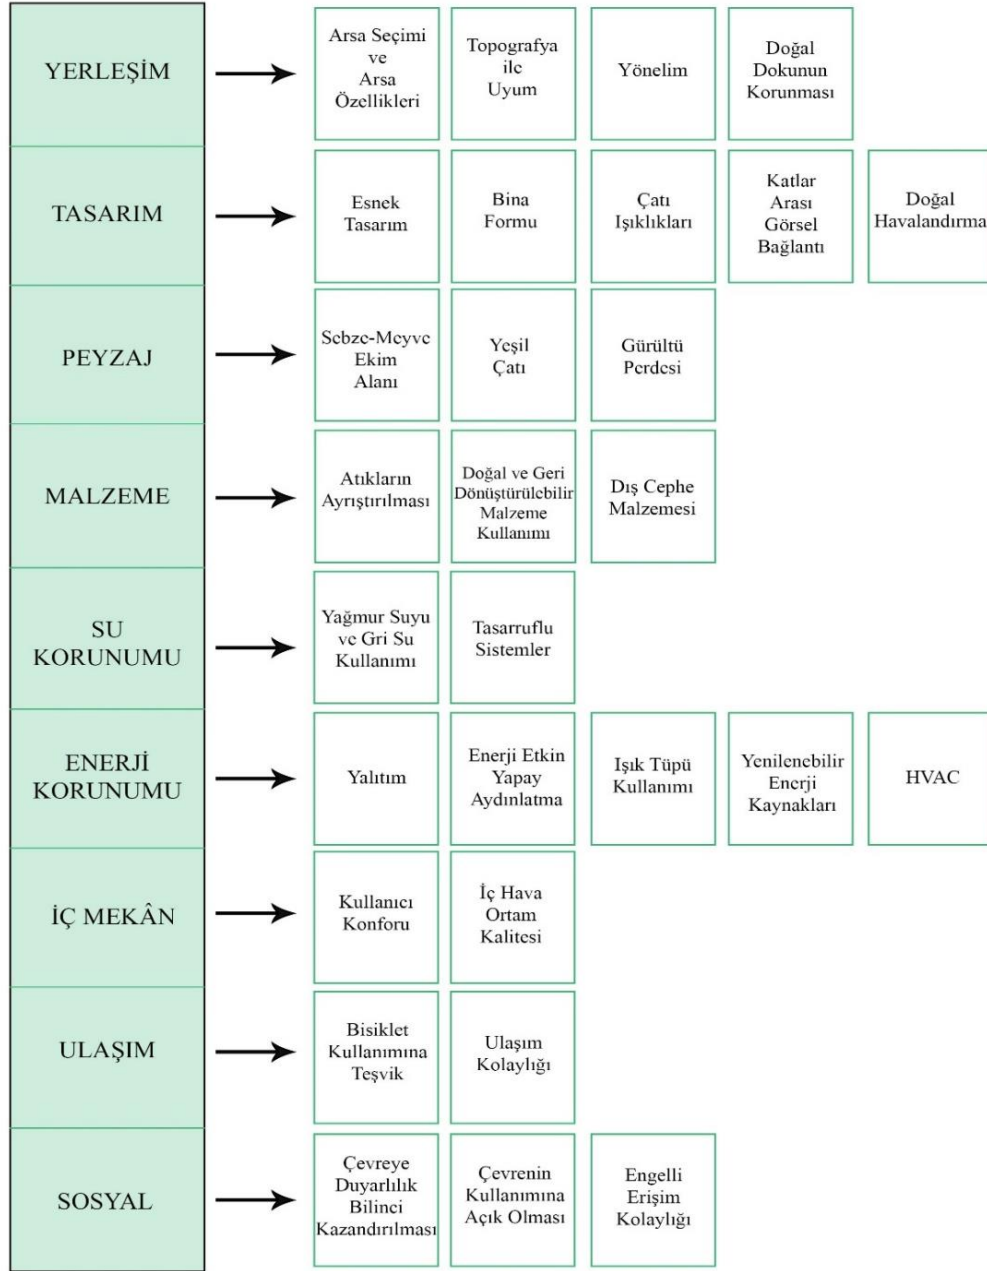 YERLEŞİM
Arsa Seçimi
ve
Arsa
Özellikleri
Topografya
ile
Uyum
Yönelim
Doğal
Dokunun
Korunması
TASARIM
Esnek
Tasarım
Bina
Formu
Çatı
Işıklıkları
Katlar
Arası
Görsel
Bağlantı
Doğal
Havalandırma
PEYZAJ
Sebze-Meyve
Ekim
Alanı
Yeşil
Çatı
Gürültü
Perdesi
MALZEME
Atıkların
Ayrıştırılması
Doğal ve Geri
Dönüştürülebilir
Malzeme
Kullanımı
Dış Cephe
Malzemesi
SU
KORUNUMU
Yağmur Suyu
ve Gri Su
Kullanımı
Tasarruflu
Sistemler
ENERJİ
KORUNUMU
Yalıtım
Enerji Etkin
Yapay
Aydınlatma
Işık Tüpü
Kullanımı
Yenilenebilir
Enerji
Kaynakları
HVAC
İÇ MEKÂN
Kullanıcı
Konforu
İç Hava
Ortam
Kalitesi
ULAŞIM
Bisiklet
Kullanımına
Teşvik
Ulaşım
Kolaylığı
SOSYAL
Çevreye
Duyarlılık
Bilinci
Kazandırılması
Çevrenin
Kullanımına
Açık Olması
Engelli
Erişim
Kolaylığı